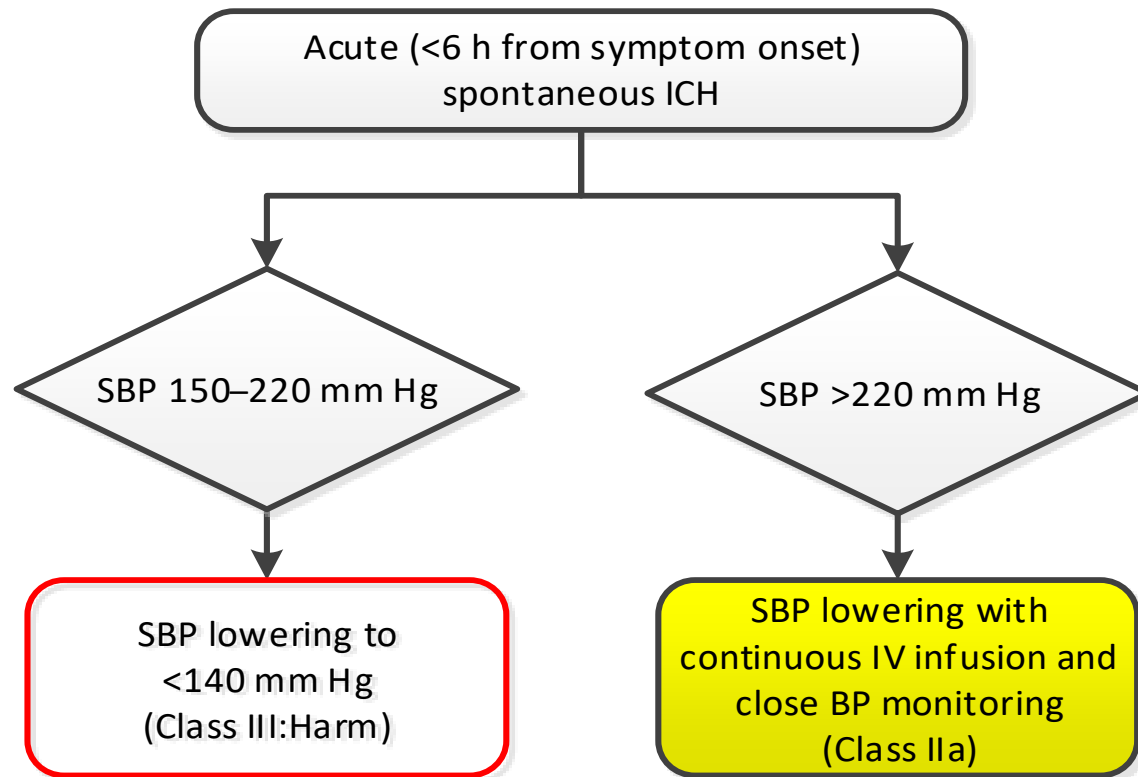 Acute (<6 h from symptom onset)
spontaneous ICH
SBP 150–220 mm Hg
SBP >220 mm Hg
SBP lowering to
<140 mm Hg
(Class III:Harm)
SBP lowering with
continuous IV infusion and
close BP monitoring
(Class IIa)